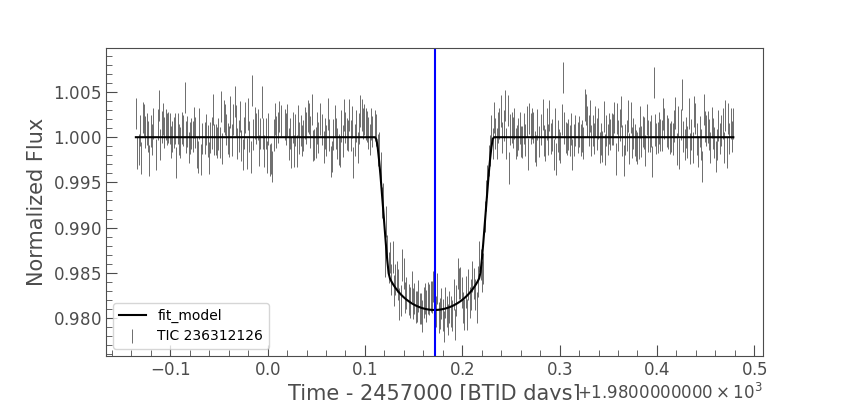 Normalized Flux
1.005
1.000
0.995
0.990
0.985
0.980
fit_model
TIC 236312126
−0.1
0.0
0.1
0.2
0.3
0.4
0.5
Time - 2457000 [BTJD days]
+1.9800000000 × 10³